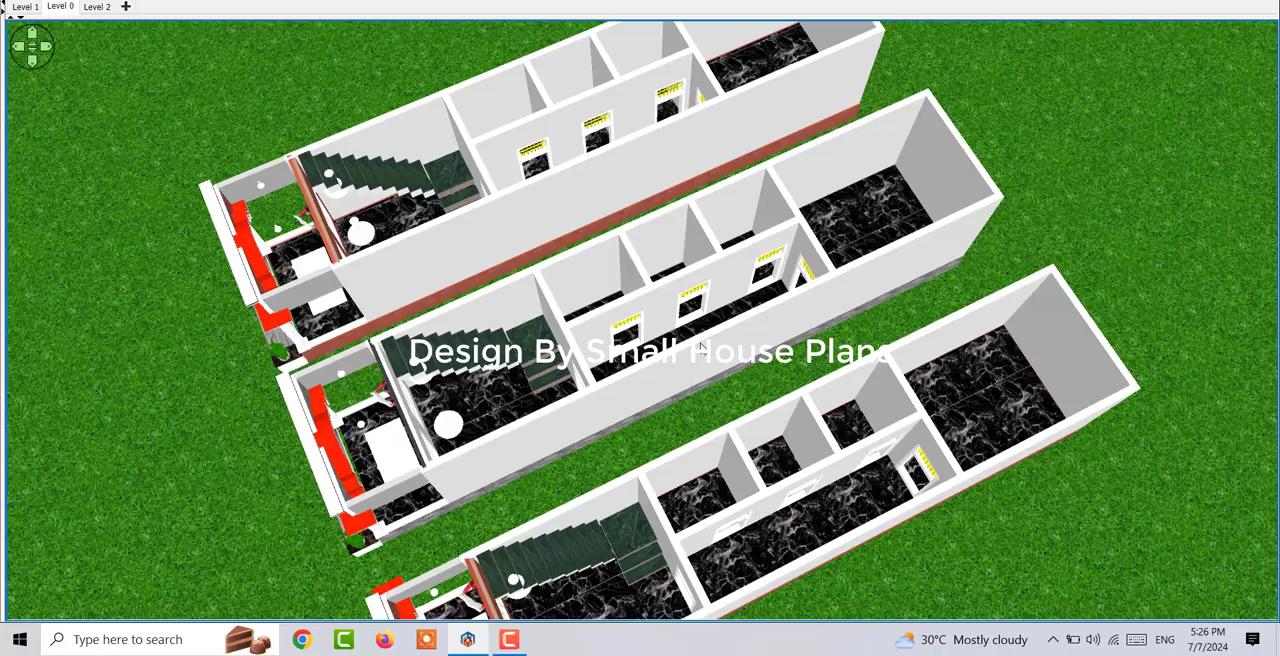 Level 1 Level 0 Level 2
Design By Small House Plans
Type here to search
30°C Mostly cloudy
ENG
5:26 PM
7/7/2024